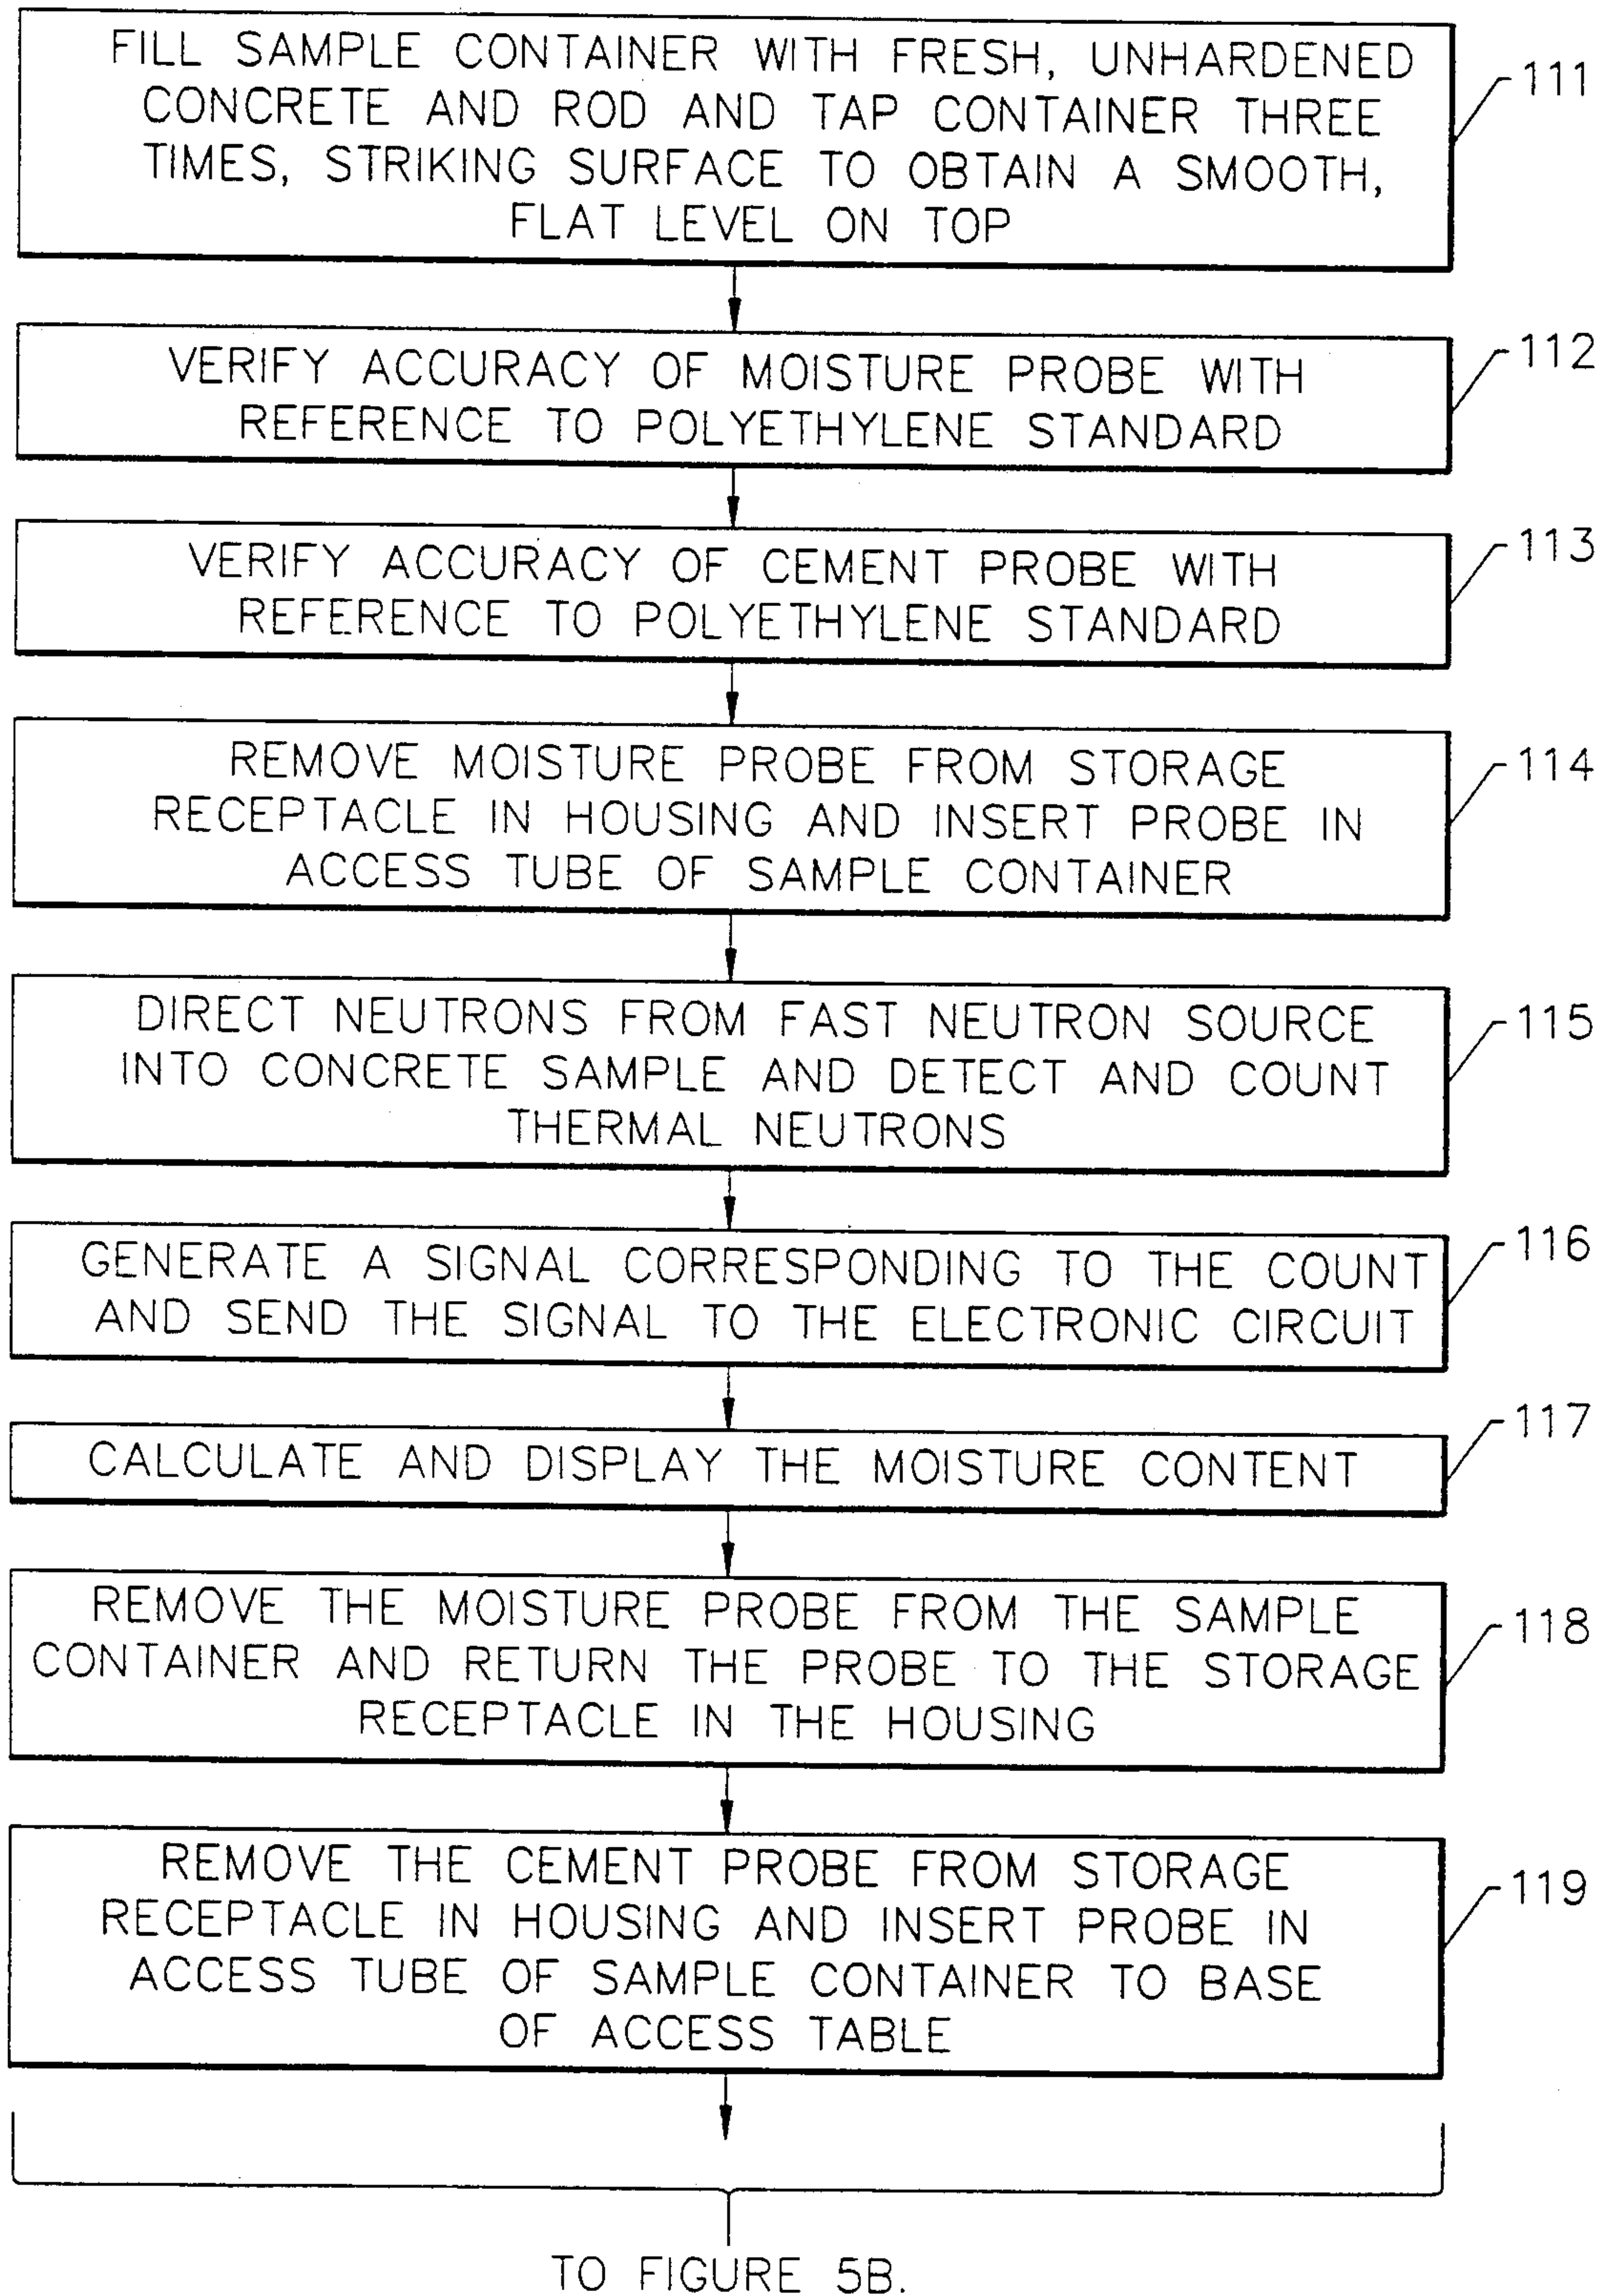 FILL SAMPLE CONTAINER WITH FRESH, UNHARDENED
CONCRETE AND ROD AND TAP CONTAINER THREE
TIMES, STRIKING SURFACE TO OBTAIN A SMOOTH,
FLAT LEVEL ON TOP
111
VERIFY ACCURACY OF MOISTURE PROBE WITH
REFERENCE TO POLYETHYLENE STANDARD
112
VERIFY ACCURACY OF CEMENT PROBE WITH
REFERENCE TO POLYETHYLENE STANDARD
113
REMOVE MOISTURE PROBE FROM STORAGE
RECEPTACLE IN HOUSING AND INSERT PROBE IN
ACCESS TUBE OF SAMPLE CONTAINER
114
DIRECT NEUTRONS FROM FAST NEUTRON SOURCE
INTO CONCRETE SAMPLE AND DETECT AND COUNT
THERMAL NEUTRONS
115
GENERATE A SIGNAL CORRESPONDING TO THE COUNT
AND SEND THE SIGNAL TO THE ELECTRONIC CIRCUIT
116
CALCULATE AND DISPLAY THE MOISTURE CONTENT
117
REMOVE THE MOISTURE PROBE FROM THE SAMPLE
CONTAINER AND RETURN THE PROBE TO THE STORAGE
RECEPTACLE IN THE HOUSING
118
REMOVE THE CEMENT PROBE FROM STORAGE
RECEPTACLE IN HOUSING AND INSERT PROBE IN
ACCESS TUBE OF SAMPLE CONTAINER TO BASE
OF ACCESS TABLE
119
TO FIGURE 5B.